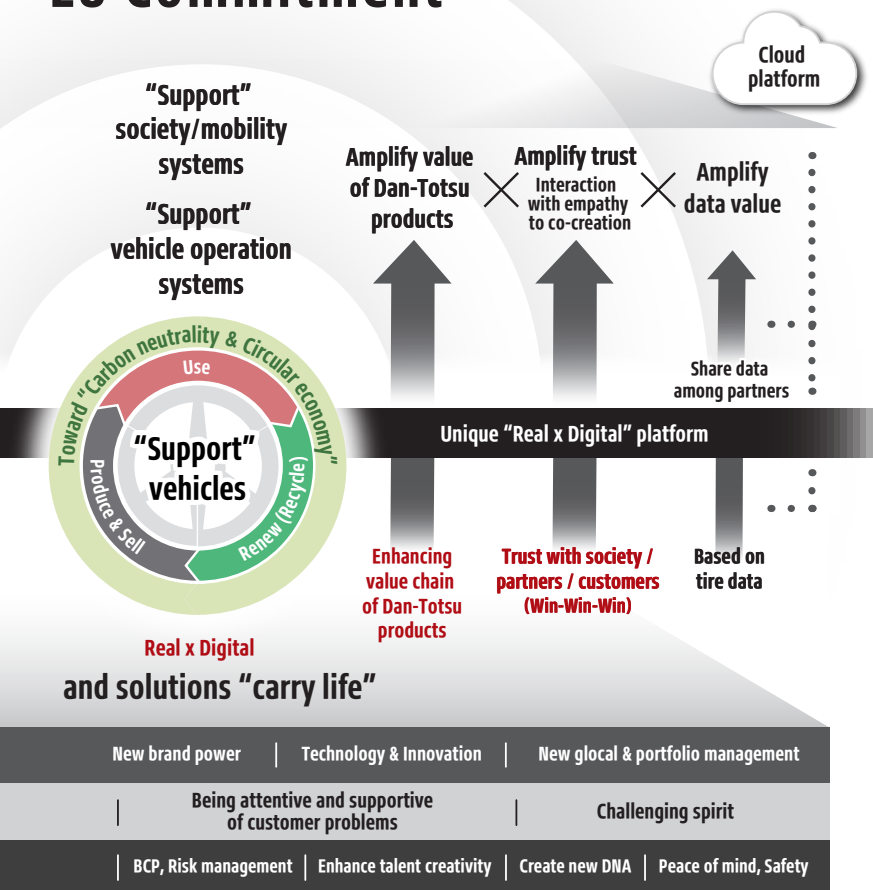 E8 Commitment
Cloud
platform
“Support”
society/mobility
systems
“Support”
vehicle operation
systems
Amplify value
of Dan-Totsu
products
Amplify trust
Interaction
with empathy
to co-creation
Amplify
data value
Share data
among partners
Toward “Carbon neutrality & Circular economy”
Use
Produce & Sell
Renew (Recycle)
“Support”
vehicles
Unique “Real x Digital” platform
Enhancing
value chain
of Dan-Totsu
products
Trust with society /
partners / customers
(Win-Win-Win)
Based on
tire data
Real x Digital
and solutions “carry life”
New brand power | Technology & Innovation | New glocal & portfolio management
| Being attentive and supportive
of customer problems | Challenging spirit
| BCP, Risk management | Enhance talent creativity | Create new DNA | Peace of mind, Safety